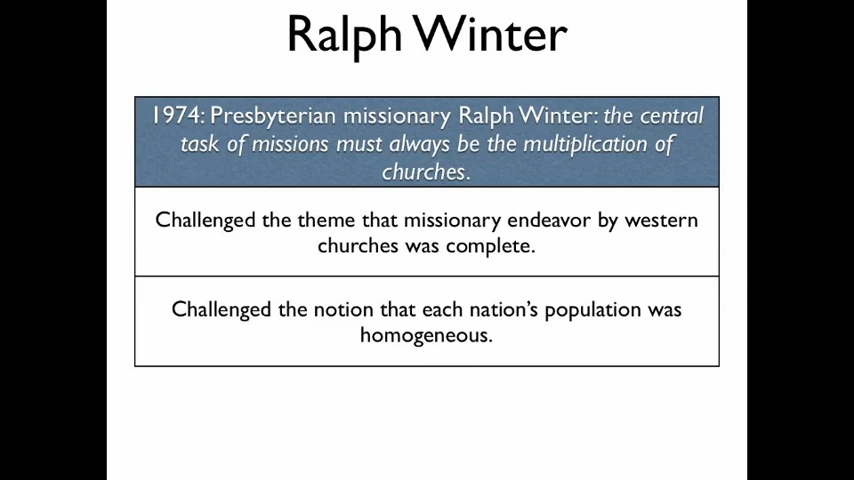 Ralph Winter
1974: Presbyterian missionary Ralph Winter: the central
task of missions must always be the multiplication of
churches.
Challenged the theme that missionary endeavor by western
churches was complete.
Challenged the notion that each nation’s population was
homogeneous.